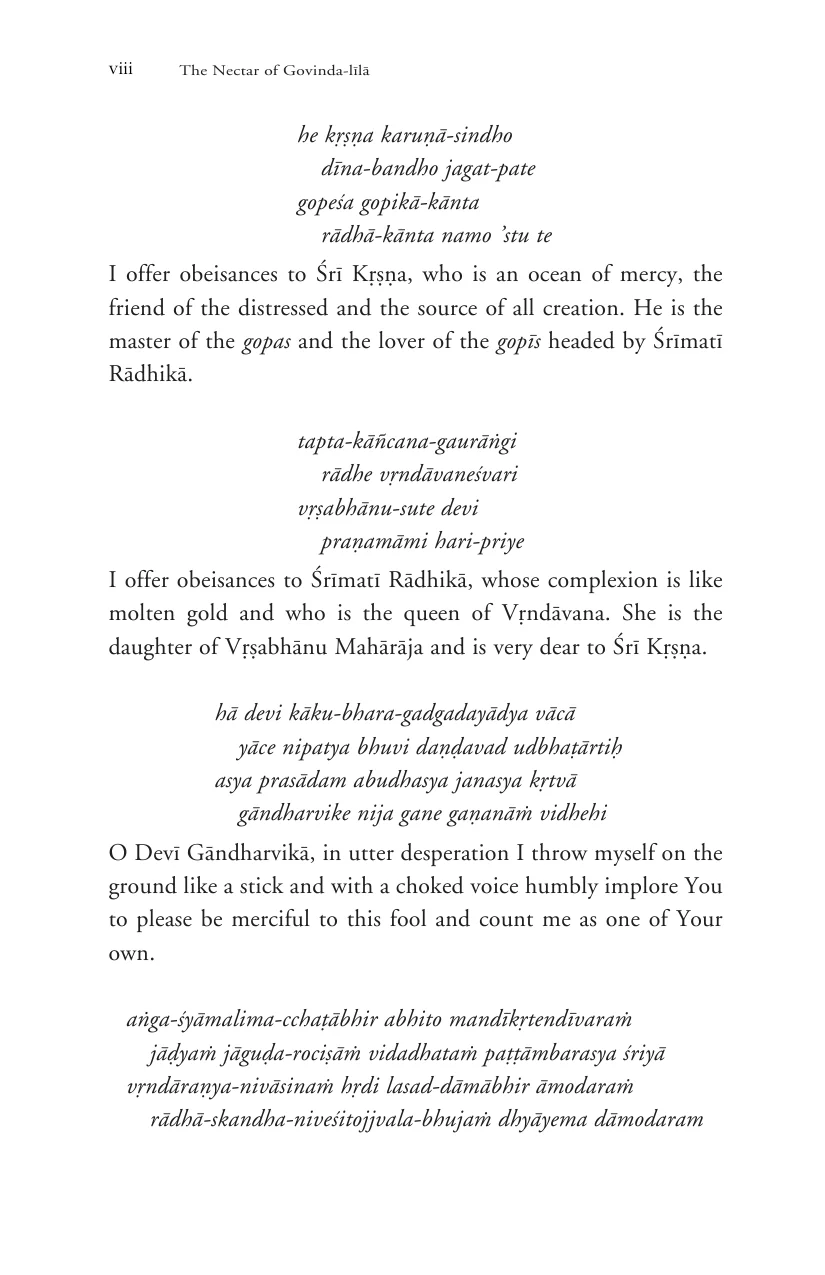 viii The Nectar of Govinda-līlā
he kṛṣṇa karuṇā-sindho
dīna-bandho jagat-pate
gopeśa gopikā-kānta
rādhā-kānta namo ’stu te
I offer obeisances to Śrī Kṛṣṇa, who is an ocean of mercy, the
friend of the distressed and the source of all creation. He is the
master of the gopas and the lover of the gopīs headed by Śrīmatī
Rādhikā.
tapta-kāñcana-gaurāṅgi
rādhe vṛndāvaneśvari
vṛṣabhānu-sute devi
praṇamāmi hari-priye
I offer obeisances to Śrīmatī Rādhikā, whose complexion is like
molten gold and who is the queen of Vṛndāvana. She is the
daughter of Vṛṣabhānu Mahārāja and is very dear to Śrī Kṛṣṇa.
hā devi kāku-bhara-gadgadayādya vācā
yāce nipatya bhuvi daṇḍavad udbhaṭārtiḥ
asya prasādam abudhasya janasya kṛtvā
gāndharvike nija gane gaṇanāṁ vidhehi
O Devī Gāndharvikā, in utter desperation I throw myself on the
ground like a stick and with a choked voice humbly implore You
to please be merciful to this fool and count me as one of Your
own.
aṅga-śyāmalima-cchaṭābhir abhito mandīkṛtendīvaraṁ
jāḍyaṁ jāguḍa-rociṣāṁ vidadhataṁ paṭṭāmbarasya śriyā
vṛndāraṇya-nivāsinaṁ hṛdi lasad-dāmābhir āmodaraṁ
rādhā-skandha-niveśitojjvala-bhujaṁ dhyāyema dāmodaram